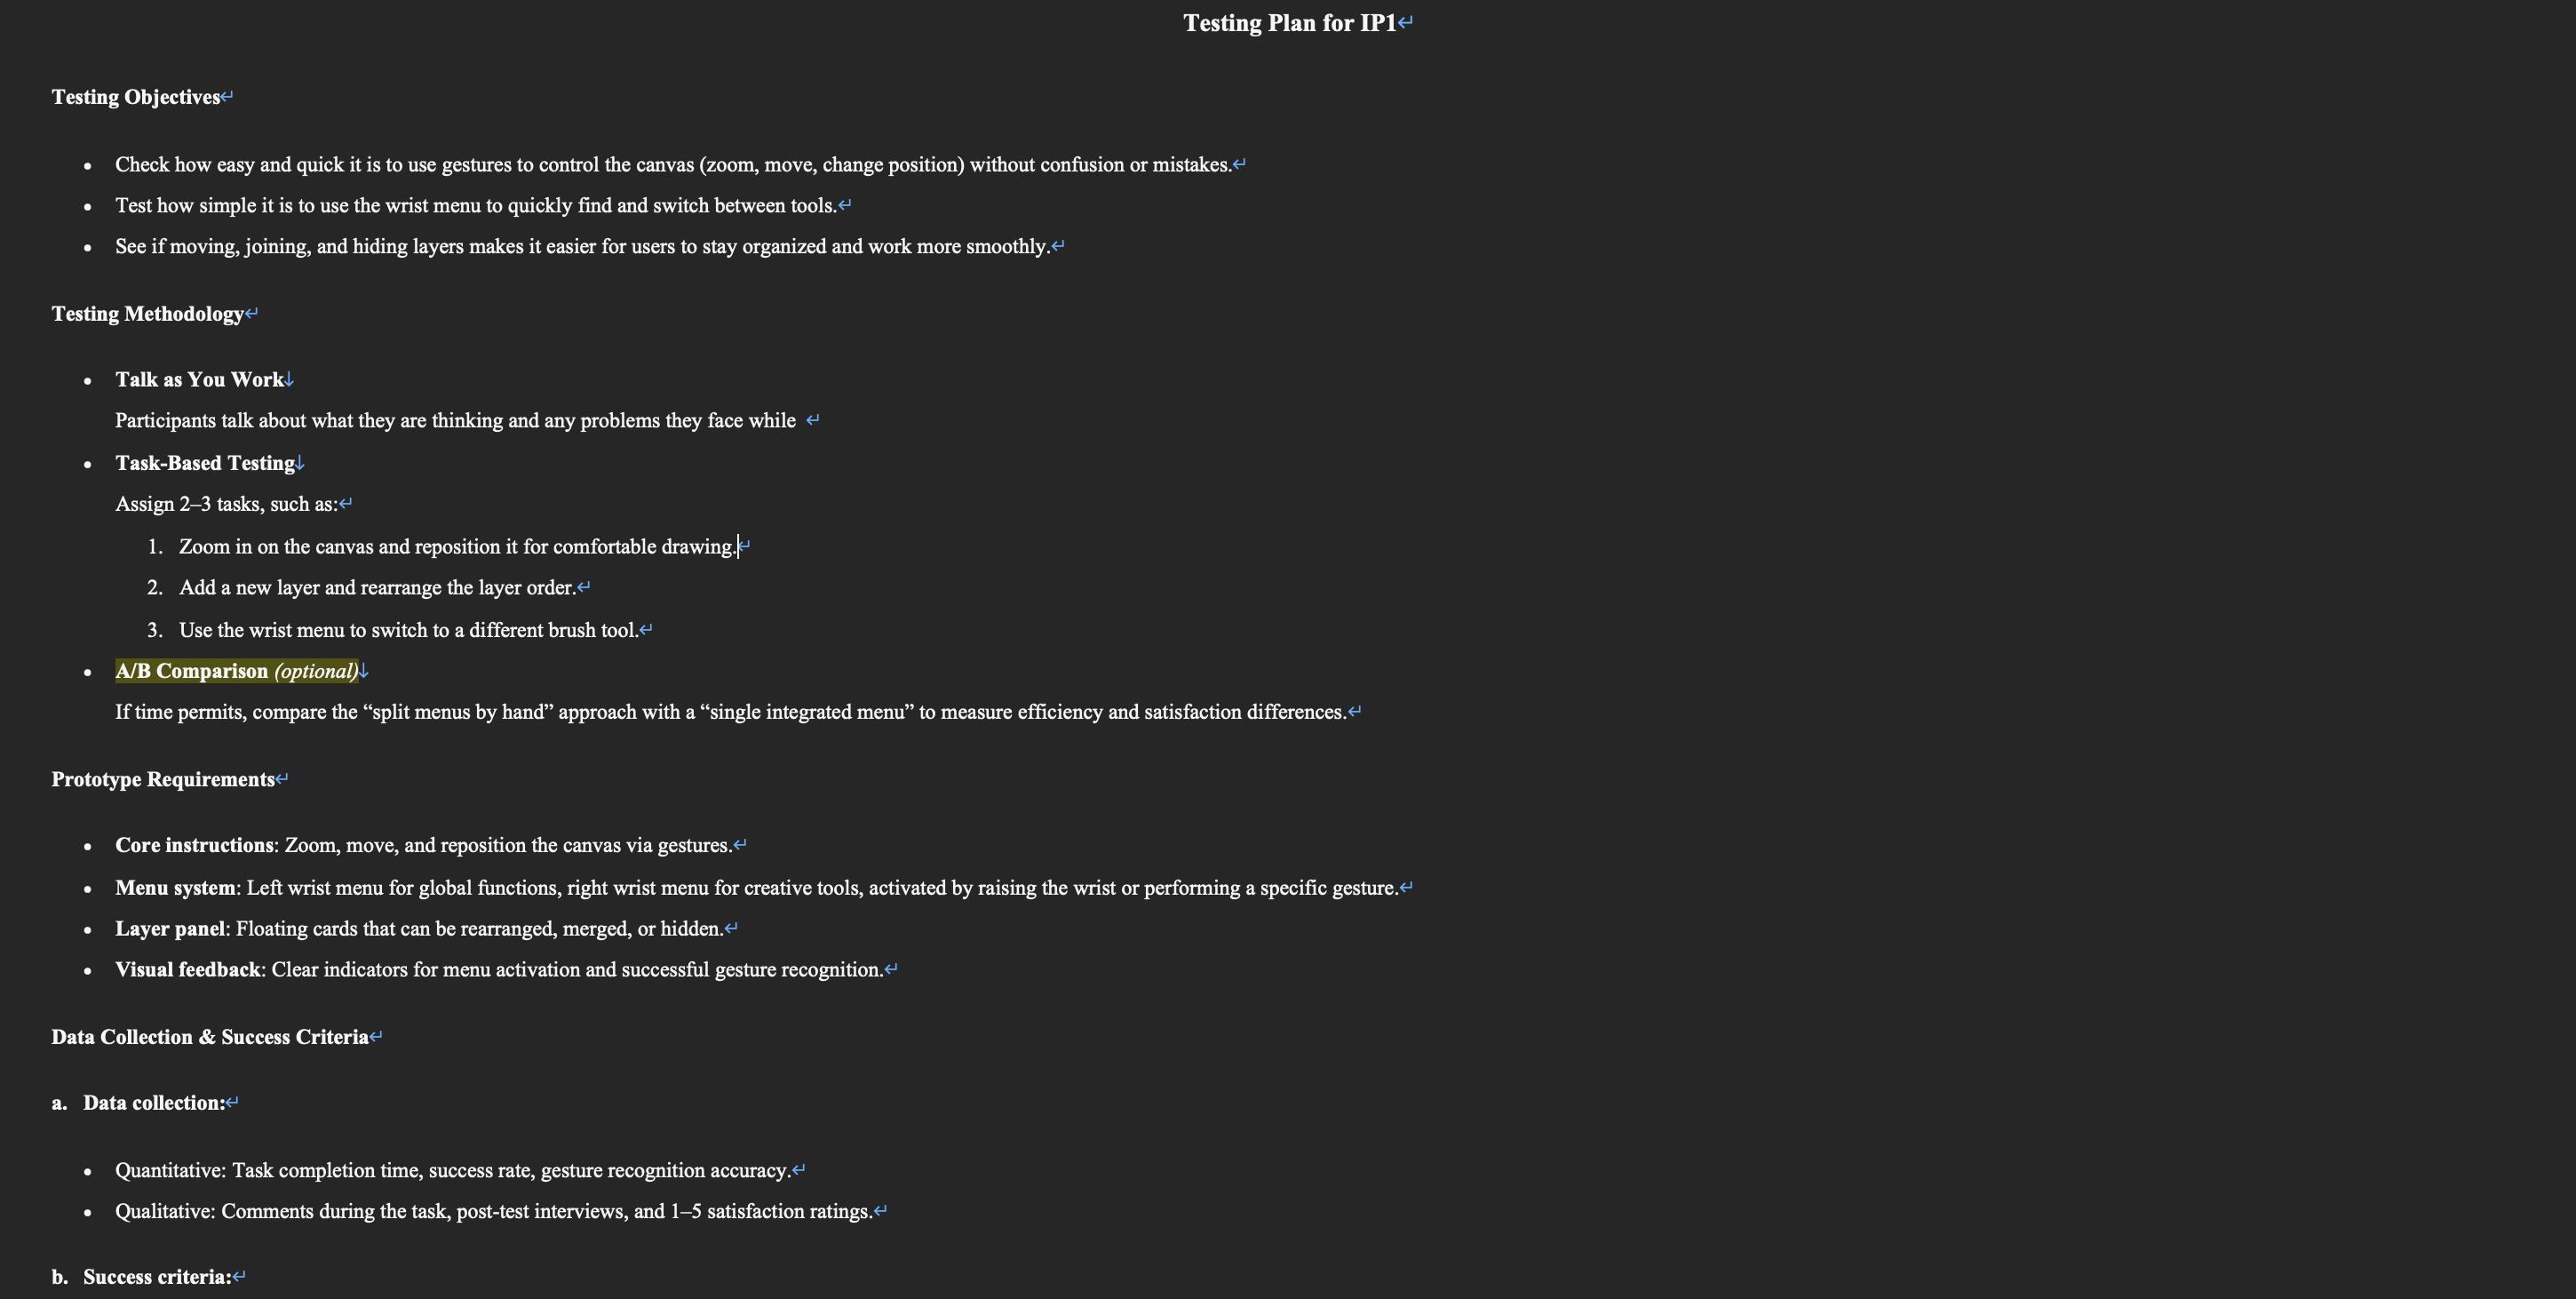 Testing Plan for IP1
Testing Objectives
• Check how easy and quick it is to use gestures to control the canvas (zoom, move, change position) without confusion or mistakes.
• Test how simple it is to use the wrist menu to quickly find and switch between tools.
• See if moving, joining, and hiding layers makes it easier for users to stay organized and work more smoothly.
Testing Methodology
• Talk as You Work
Participants talk about what they are thinking and any problems they face while
• Task-Based Testing
Assign 2–3 tasks, such as:
1. Zoom in on the canvas and reposition it for comfortable drawing.
2. Add a new layer and rearrange the layer order.
3. Use the wrist menu to switch to a different brush tool.
• A/B Comparison (optional)
If time permits, compare the “split menus by hand” approach with a “single integrated menu” to measure efficiency and satisfaction differences.
Prototype Requirements
• Core instructions: Zoom, move, and reposition the canvas via gestures.
• Menu system: Left wrist menu for global functions, right wrist menu for creative tools, activated by raising the wrist or performing a specific gesture.
• Layer panel: Floating cards that can be rearranged, merged, or hidden.
• Visual feedback: Clear indicators for menu activation and successful gesture recognition.
Data Collection & Success Criteria
a. Data collection:
• Quantitative: Task completion time, success rate, gesture recognition accuracy.
• Qualitative: Comments during the task, post-test interviews, and 1–5 satisfaction ratings.
b. Success criteria: